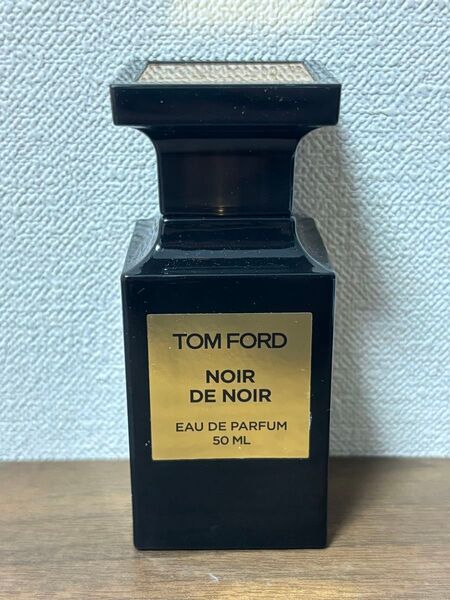 TOM FORD
NOIR
DE NOIR
EAU DE PARFUM
50 ML